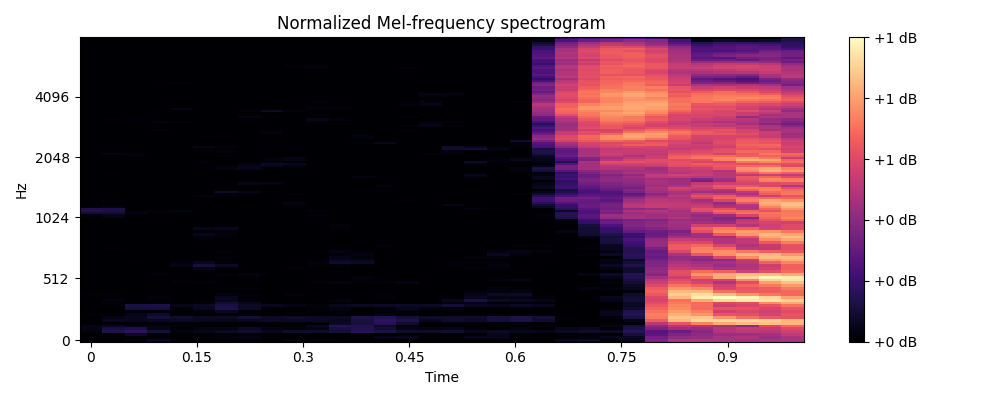 Normalized Mel-frequency spectrogram
Hz
4096
2048
1024
512
0
0 0.15 0.3 0.45 0.6 0.75 0.9
Time
+1 dB
+1 dB
+1 dB
+0 dB
+0 dB
+0 dB